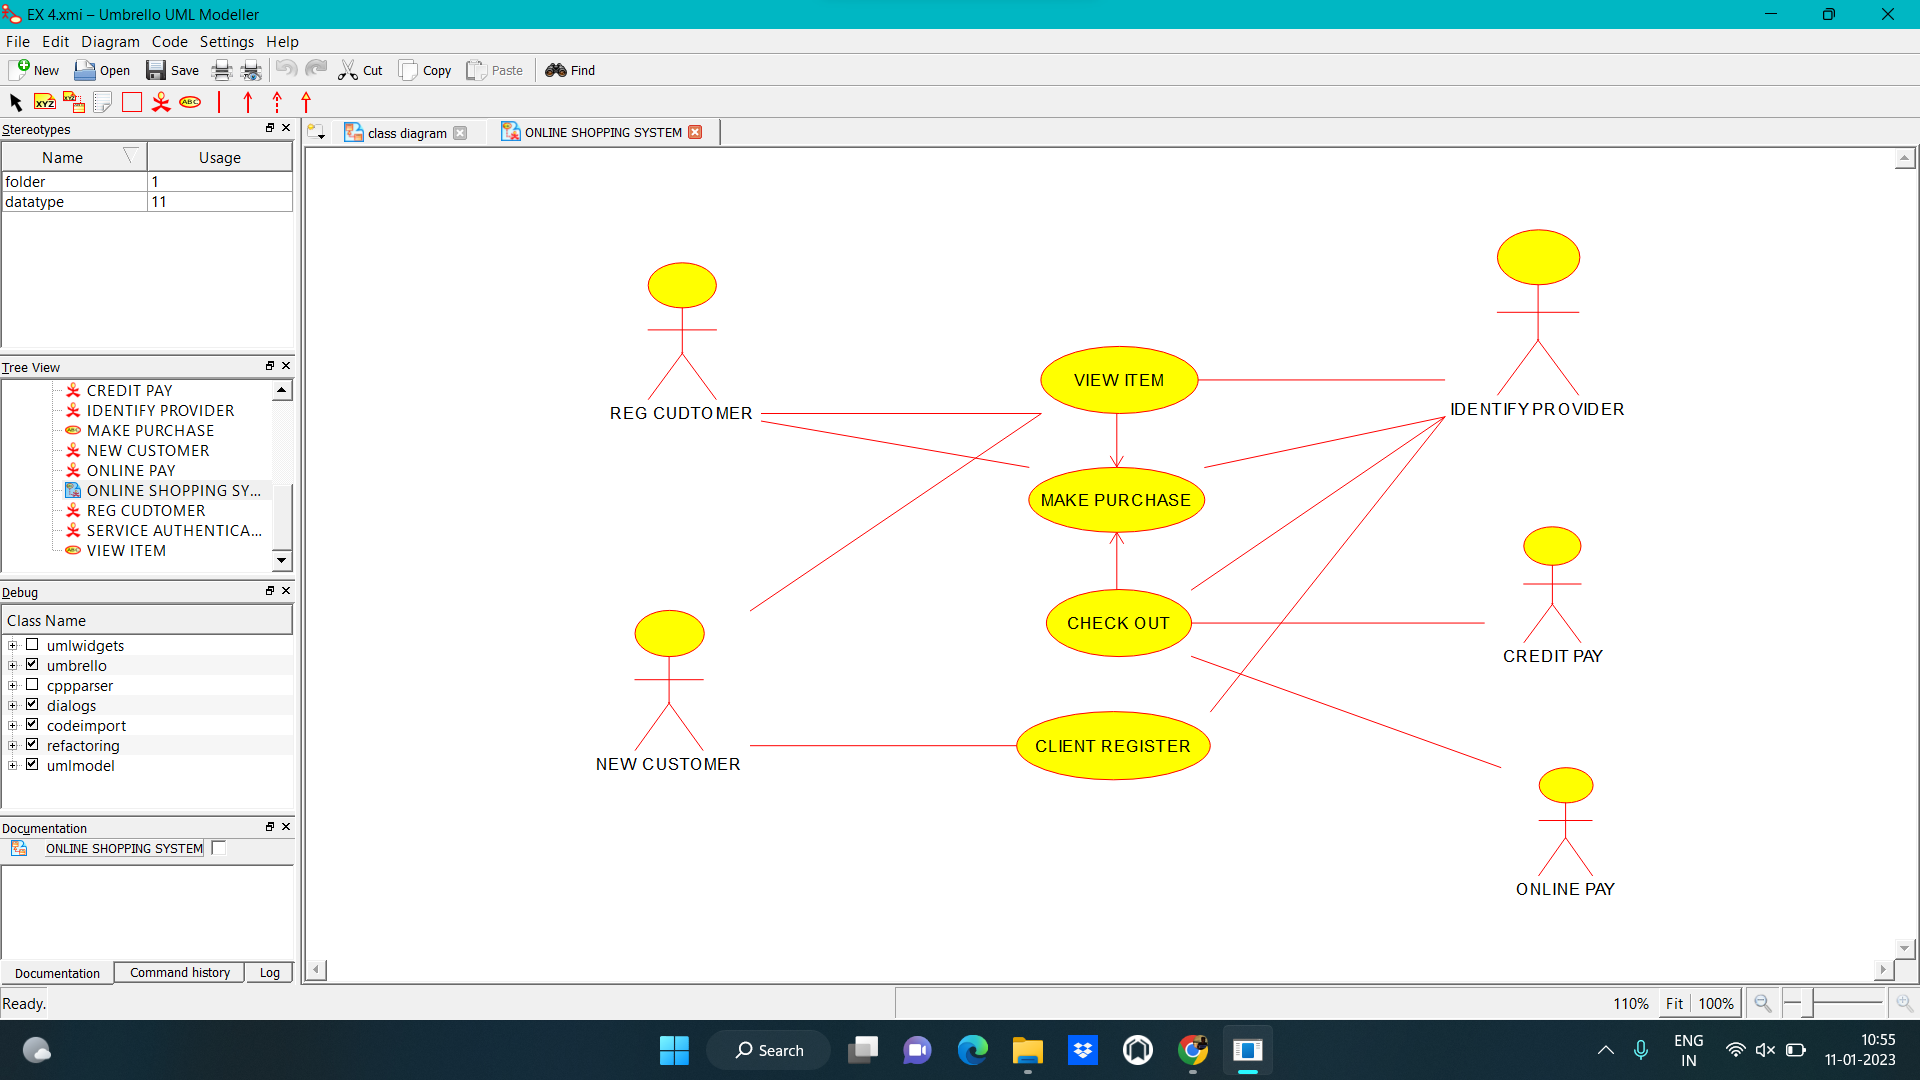 EX 4.xmi – Umbrello UML Modeller
File Edit Diagram Code Settings Help
New Open Save Cut Copy Paste Find
XYZ XYZ ABC
Stereotypes
Name Usage
folder 1
datatype 11
Tree View
CREDIT PAY
IDENTIFY PROVIDER
MAKE PURCHASE
NEW CUSTOMER
ONLINE PAY
ONLINE SHOPPING SY...
REG CUDTOMER
SERVICE AUTHENTICA...
VIEW ITEM
Debug
Class Name
umlwidgets
umbrello
cppparser
dialogs
codeimport
refactoring
umlmodel
Documentation
ONLINE SHOPPING SYSTEM
Documentation Command history Log
class diagram ONLINE SHOPPING SYSTEM
REG CUDTOMER
VIEW ITEM
IDENTIFY PROVIDER
MAKE PURCHASE
CHECK OUT
CREDIT PAY
NEW CUSTOMER
CLIENT REGISTER
ONLINE PAY
Ready.
110% Fit 100%
Search
ENG
IN
10:55
11-01-2023